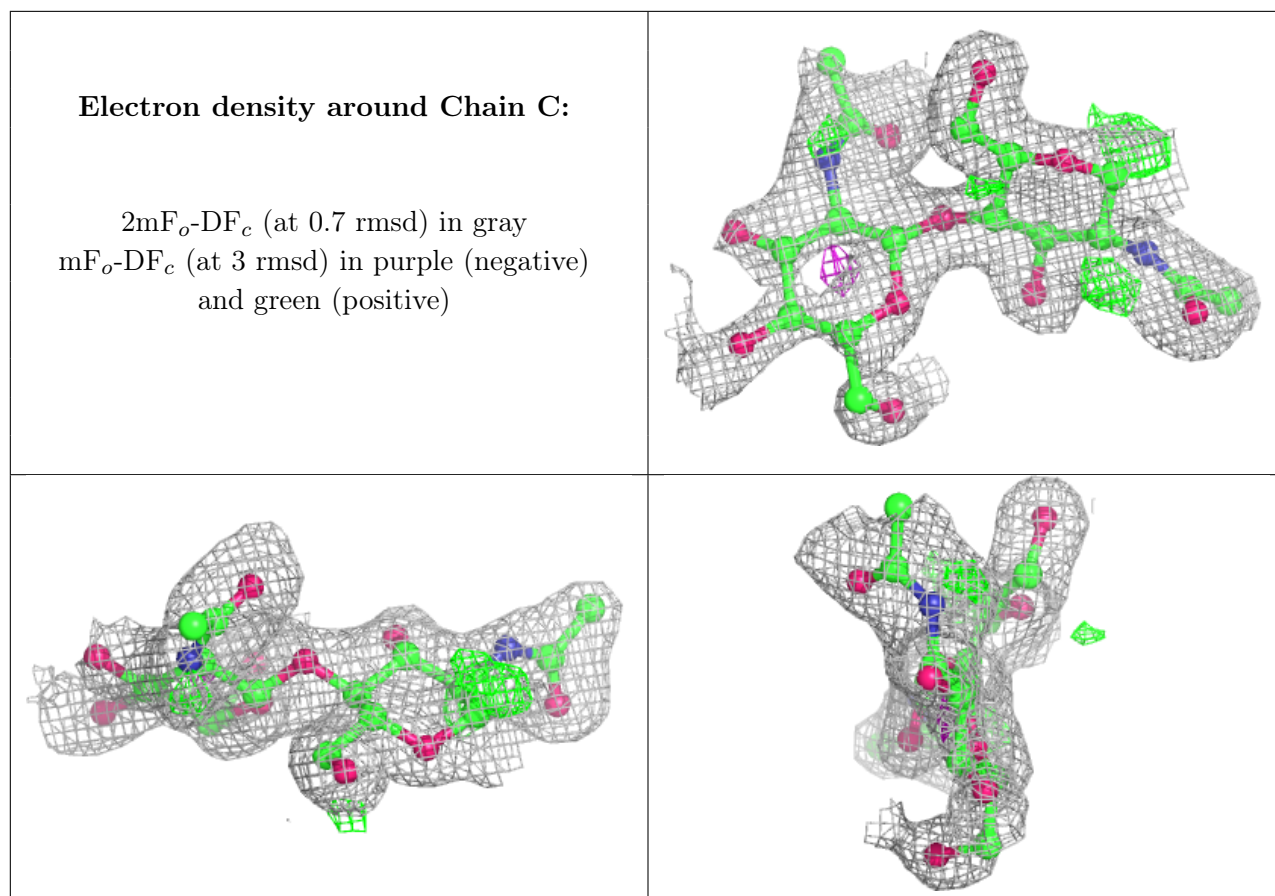 Electron density around Chain C:
2mFo-DFc (at 0.7 rmsd) in gray
mFo-DFc (at 3 rmsd) in purple (negative)
and green (positive)